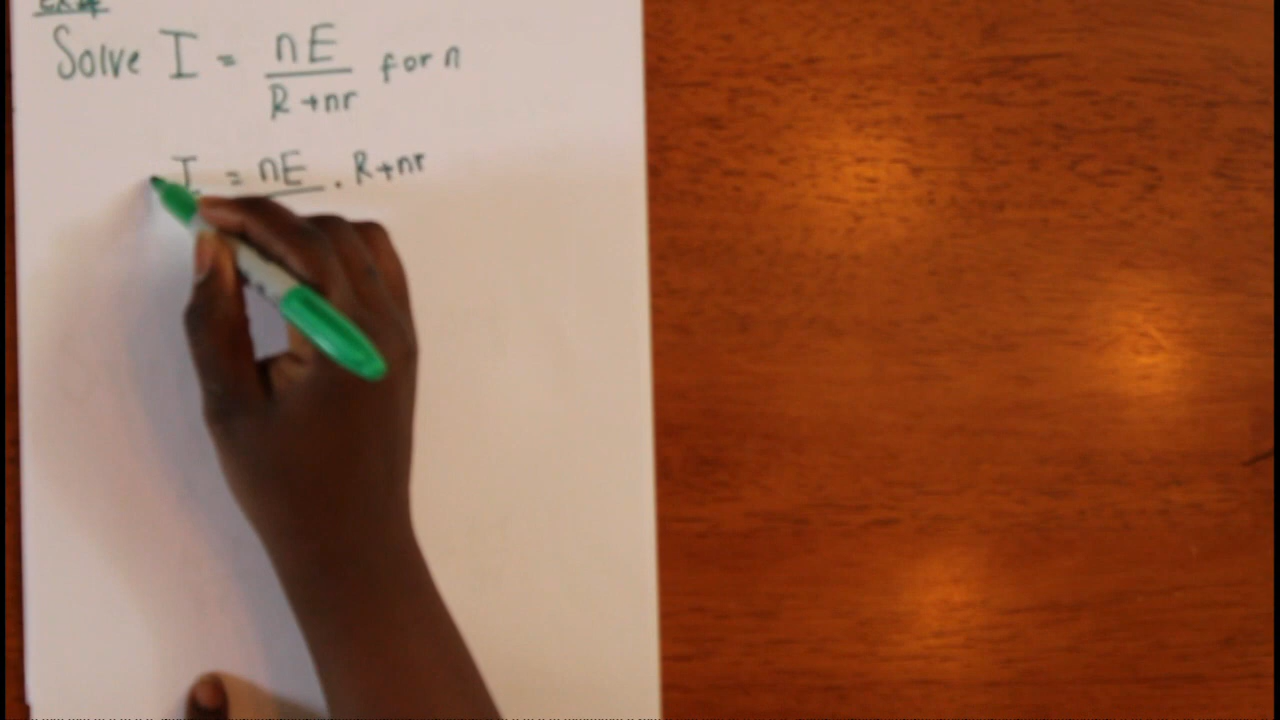 Solve I = nE / R +nr for n
I = nE . R+nr